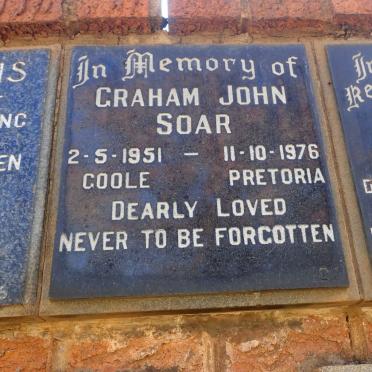 In Memory of
GRAHAM JOHN
SOAR
2-5-1951 - 11-10-1976
GOOLE PRETORIA
DEARLY LOVED
NEVER TO BE FORGOTTEN